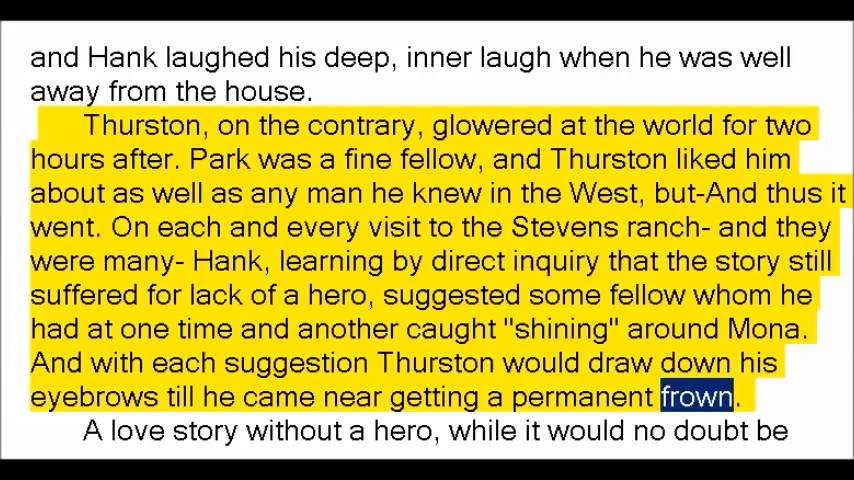 and Hank laughed his deep, inner laugh when he was well
away from the house.
Thurston, on the contrary, glowered at the world for two
hours after. Park was a fine fellow, and Thurston liked him
about as well as any man he knew in the West, but-And thus it
went. On each and every visit to the Stevens ranch- and they
were many- Hank, learning by direct inquiry that the story still
suffered for lack of a hero, suggested some fellow whom he
had at one time and another caught "shining" around Mona.
And with each suggestion Thurston would draw down his
eyebrows till he came near getting a permanent frown.
A love story without a hero, while it would no doubt be